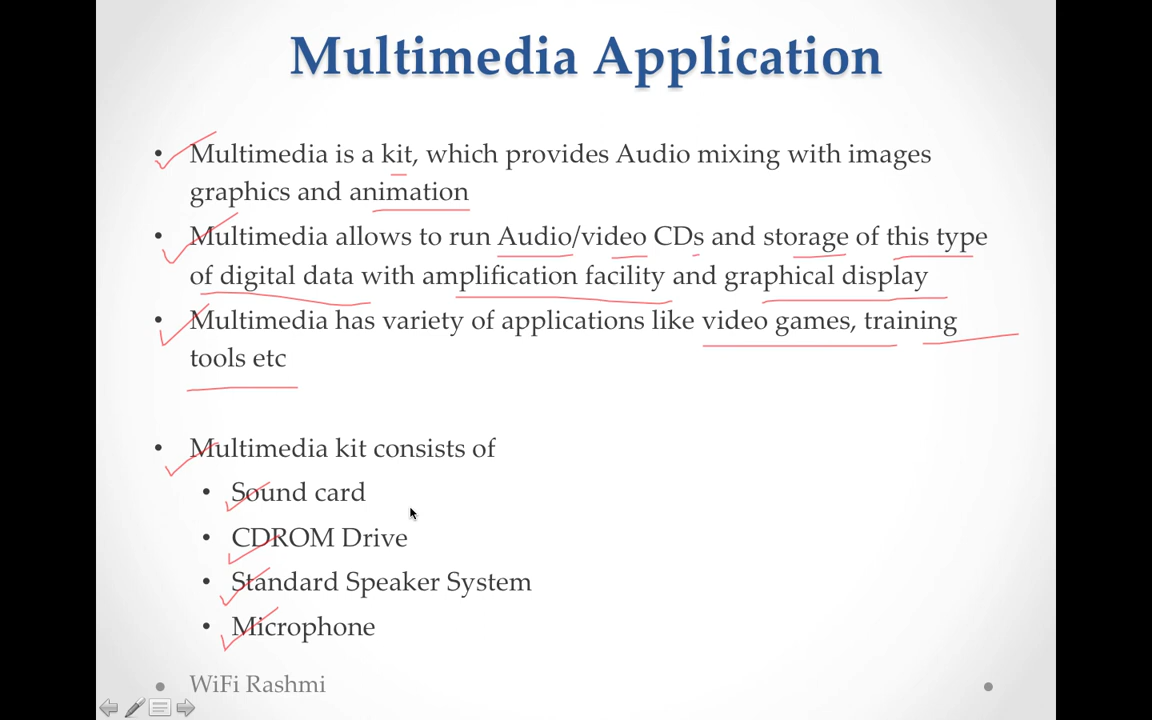 Multimedia Application
• Multimedia is a kit, which provides Audio mixing with images
graphics and animation
• Multimedia allows to run Audio/video CDs and storage of this type
of digital data with amplification facility and graphical display
• Multimedia has variety of applications like video games, training
tools etc
• Multimedia kit consists of
• Sound card
• CDROM Drive
• Standard Speaker System
• Microphone
WiFi Rashmi